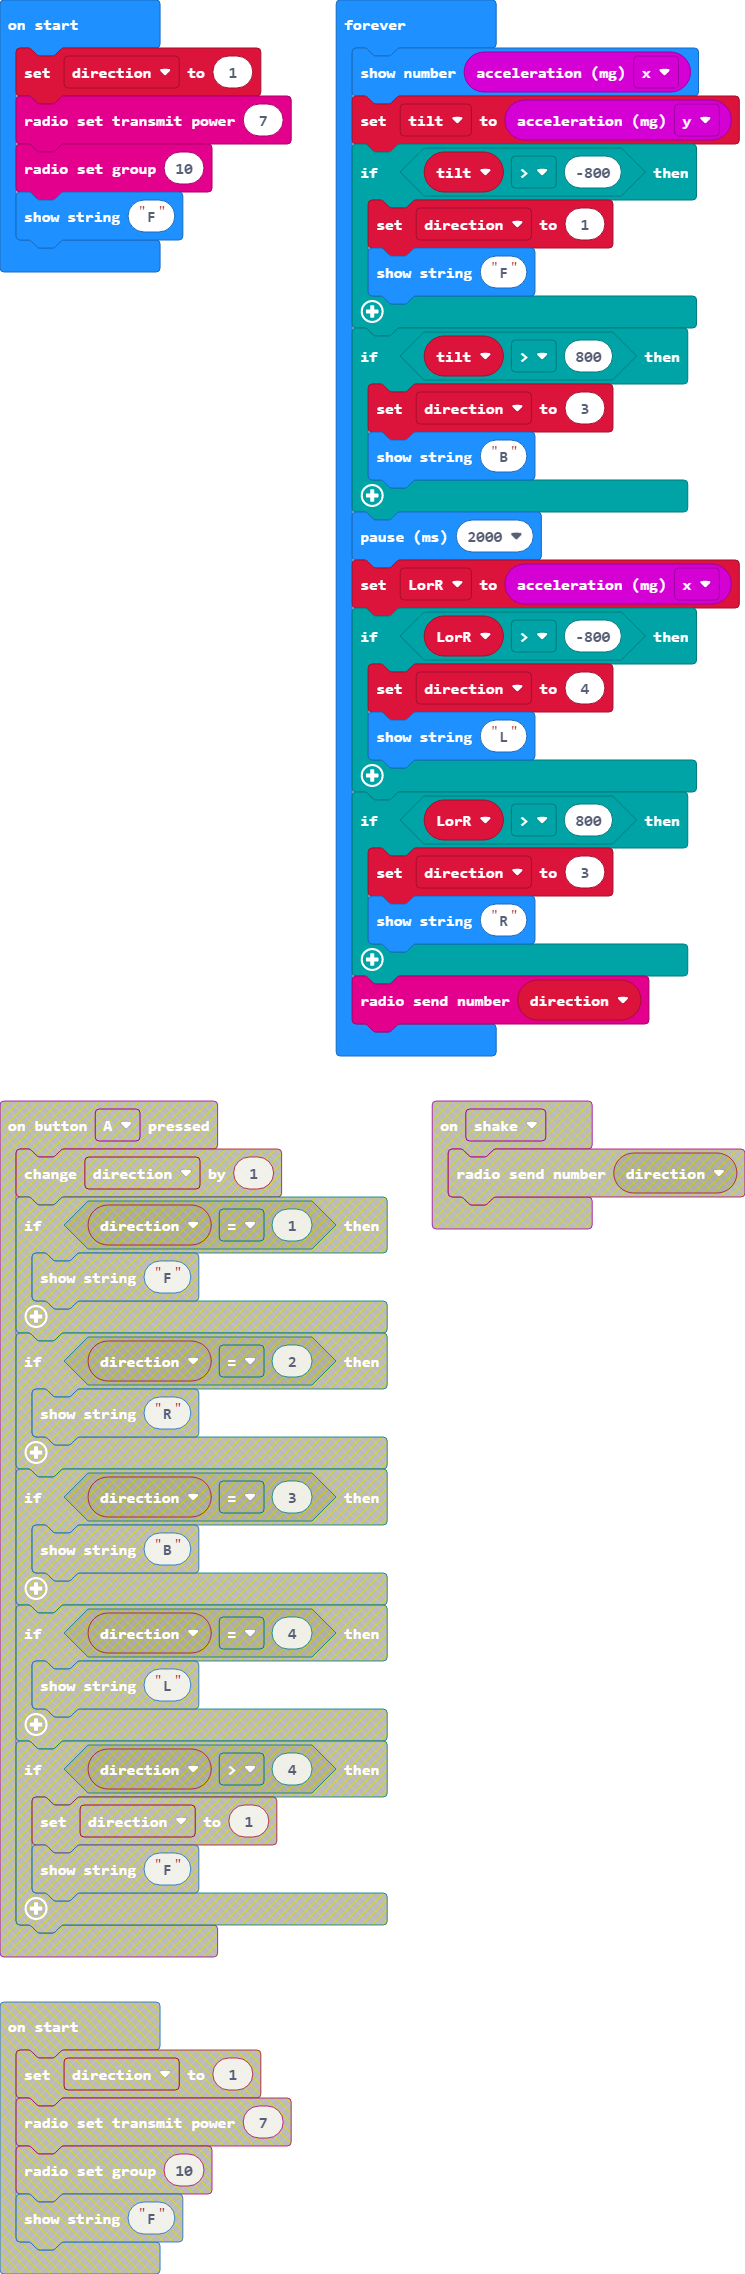 on start
set direction to 1
radio set transmit power 7
radio set group 10
show string "F"
forever
show number acceleration (mg) x
set tilt to acceleration (mg) y
if tilt > -800 then
set direction to 1
show string "F"
if tilt > 800 then
set direction to 3
show string "B"
pause (ms) 2000
set LorR to acceleration (mg) x
if LorR > -800 then
set direction to 4
show string "L"
if LorR > 800 then
set direction to 3
show string "R"
radio send number direction
on button A pressed
change direction by 1
if direction = 1 then
show string "F"
if direction = 2 then
show string "R"
if direction = 3 then
show string "B"
if direction = 4 then
show string "L"
if direction > 4 then
set direction to 1
show string "F"
on shake
radio send number direction
on start
set direction to 1
radio set transmit power 7
radio set group 10
show string "F"